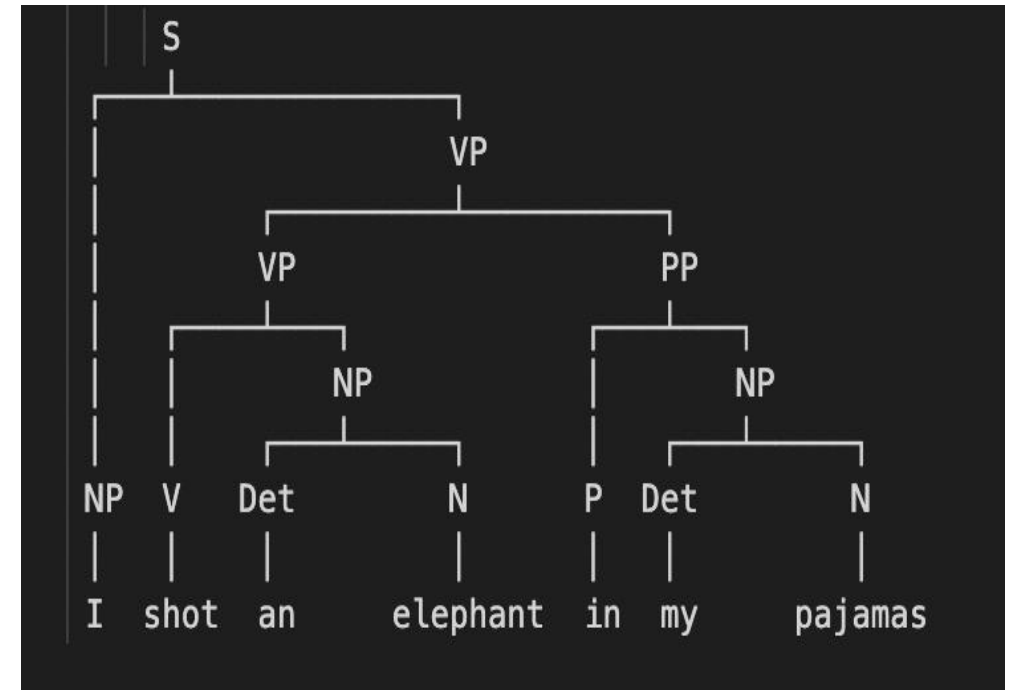 S
VP
VP PP
NP NP
NP V Det N P Det N
I shot an elephant in my pajamas